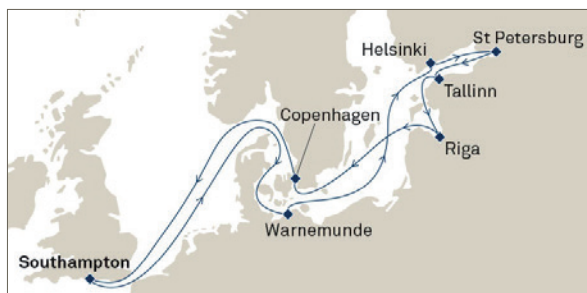 St Petersburg
Helsinki
Tallinn
Copenhagen
Riga
Warnemunde
Southampton